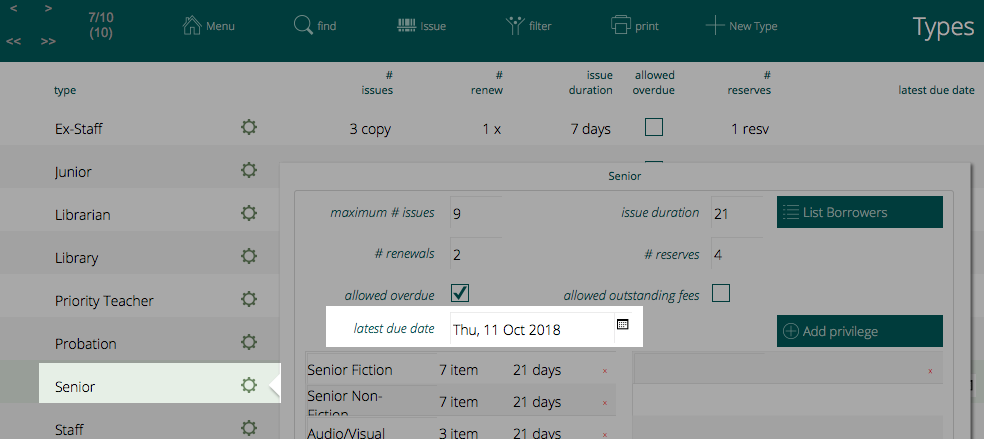 < >
<< >>
7/10
(10)
Menu
find
Issue
filter
print
New Type
Types
type
# issues
# renew
issue duration
allowed overdue
# reserves
latest due date
Ex-Staff 3 copy 1 x 7 days 1 resv
Junior
Librarian
Library
Priority Teacher
Probation
Senior
Staff
Senior
maximum # issues 9 issue duration 21 List Borrowers
# renewals 2 # reserves 4
allowed overdue allowed outstanding fees
latest due date Thu, 11 Oct 2018 Add privilege
Senior Fiction 7 item 21 days x
x
Senior Non-
Fiction 7 item 21 days x
Audio/Visual 3 item 21 days x